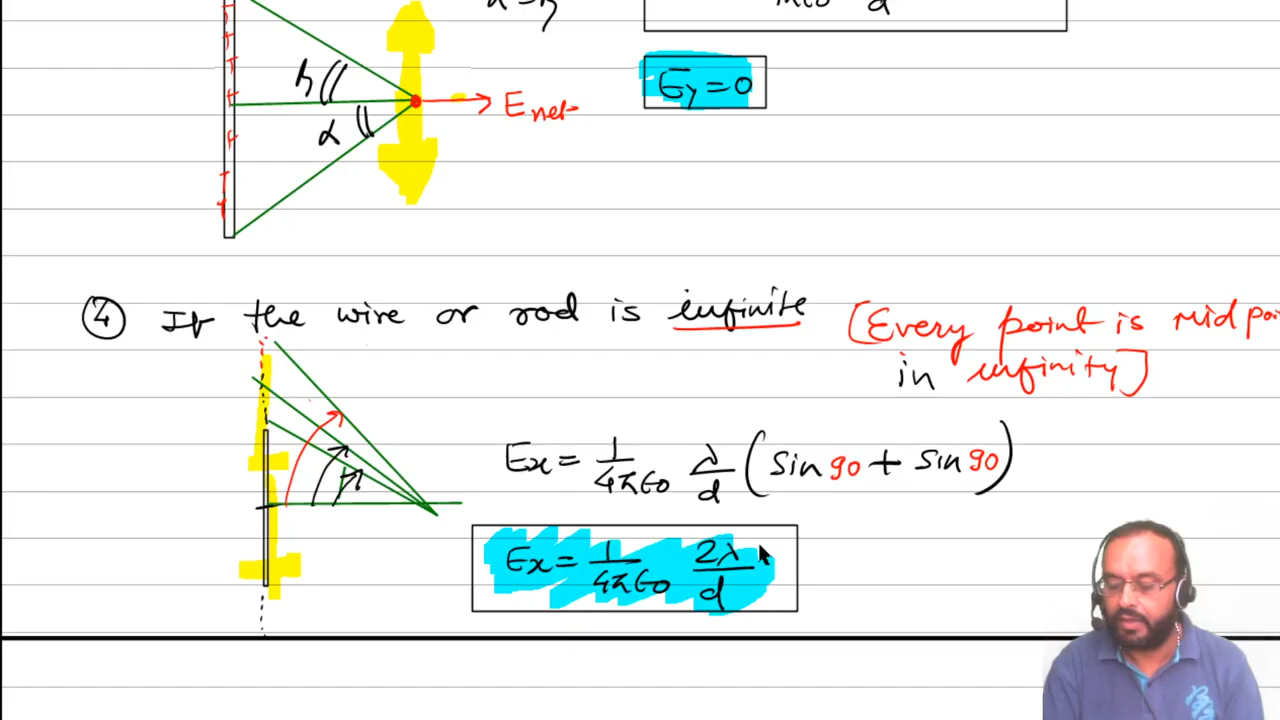 Ey = 0
β
α
E net
④ If the wire or rod is infinite
[Every point is mid
in infinity]
Ex = 1/4πε0 λ/d (sin 90 + sin 90)
β
Ex = 1/4πε0 2λ/d